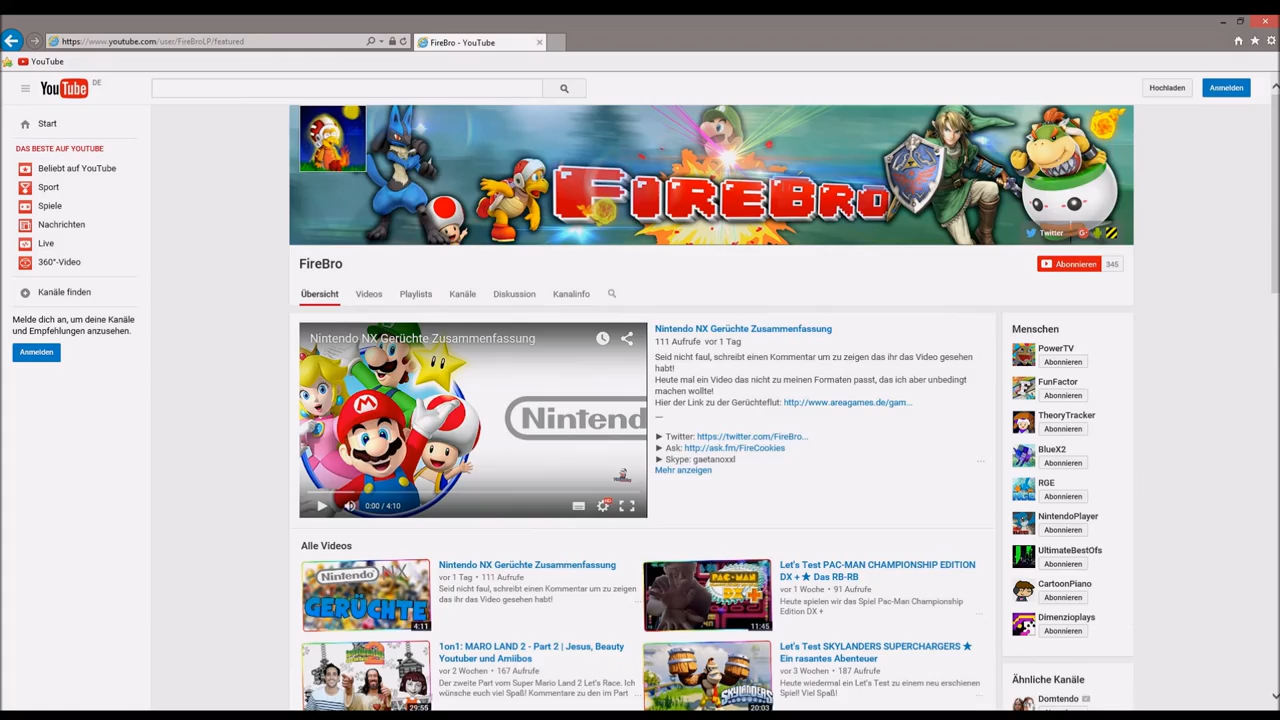 https://www.youtube.com/user/FireBroLP/featured
FireBro - YouTube
YouTube
YouTube DE
Hochladen
Anmelden
Start
DAS BESTE AUF YOUTUBE
Beliebt auf YouTube
Sport
Spiele
Nachrichten
Live
360°-Video
Kanäle finden
Melde dich an, um deine Kanäle
und Empfehlungen anzusehen.
Anmelden
FIREBRO
Twitter
FireBro
Abonnieren 345
Übersicht Videos Playlists Kanäle Diskussion Kanalinfo
Nintendo NX Gerüchte Zusammenfassung
Nintend
0:00 / 4:10
HD
Nintendo NX Gerüchte Zusammenfassung
111 Aufrufe vor 1 Tag
Seid nicht faul, schreibt einen Kommentar um zu zeigen das ihr das Video gesehen
habt!
Heute mal ein Video das nicht zu meinen Formaten passt, das ich aber unbedingt
machen wollte!
Hier der Link zu der Gerüchteflut: http://www.areagames.de/gam...
—
► Twitter: https://twitter.com/FireBro...
► Ask: http://ask.fm/FireCookies
► Skype: gaetanoxxl
...
Mehr anzeigen
Alle Videos
Nintendo NX
GERÜCHTE
4:11
Nintendo NX Gerüchte Zusammenfassung
vor 1 Tag • 111 Aufrufe
Seid nicht faul, schreibt einen Kommentar um zu zeigen
das ihr das Video gesehen habt!
PAC-MAN
DX+
11:45
Let's Test PAC-MAN CHAMPIONSHIP EDITION
DX + ★ Das RB-RB
vor 1 Woche • 91 Aufrufe
Heute spielen wir das Spiel Pac-Man Championship
Edition DX +
29:55
1on1: MARO LAND 2 - Part 2 | Jesus, Beauty
Youtuber und Amiibos
vor 2 Wochen • 167 Aufrufe
Der zweite Part vom Super Mario Land 2 Let's Race. Ich
wünsche euch viel Spaß! Kommentare zu den im Part
SKYLANDERS
20:03
Let's Test SKYLANDERS SUPERCHARGERS ★
Ein rasantes Abenteuer
vor 3 Wochen • 187 Aufrufe
Heute wiedermal ein Let's Test zu einem neu erschienen
Spiel! Viel Spaß!
Menschen
PowerTV
Abonnieren
FunFactor
Abonnieren
TheoryTracker
Abonnieren
BlueX2
Abonnieren
RGE
Abonnieren
NintendoPlayer
Abonnieren
UltimateBestOfs
Abonnieren
CartoonPiano
Abonnieren
Dimenzioplays
Abonnieren
Ähnliche Kanäle
Domtendo